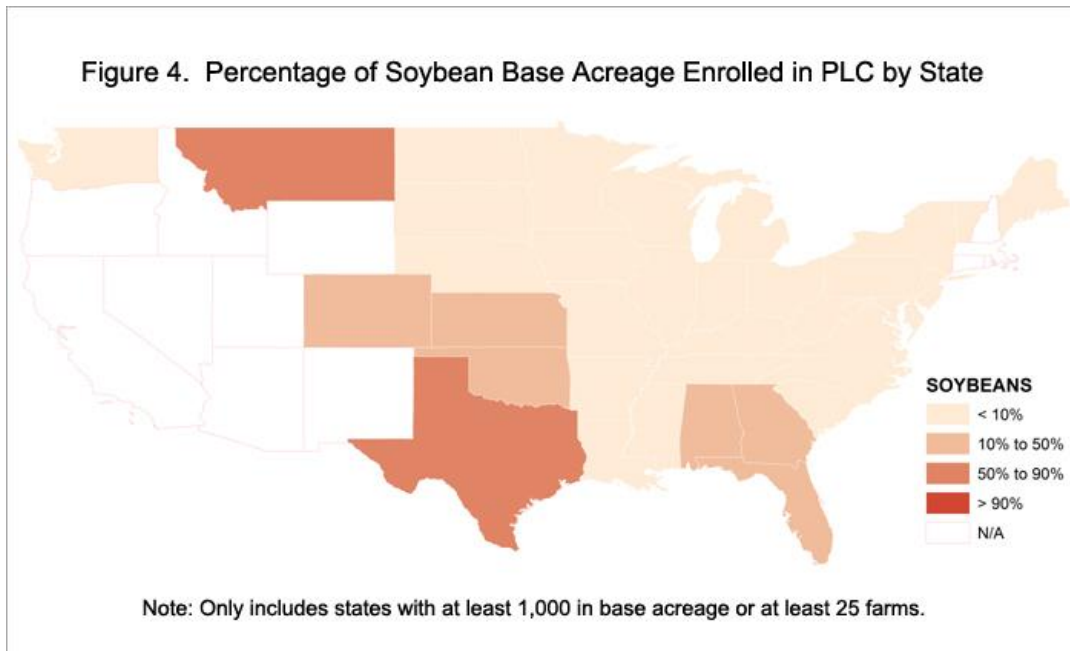 Figure 4. Percentage of Soybean Base Acreage Enrolled in PLC by State
SOYBEANS
< 10%
10% to 50%
50% to 90%
> 90%
N/A
Note: Only includes states with at least 1,000 in base acreage or at least 25 farms.